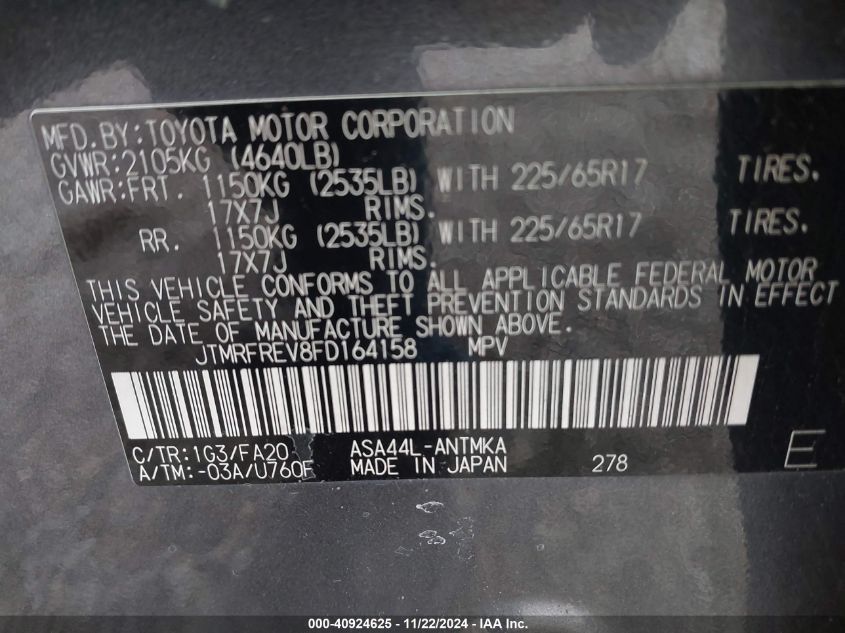 MFD.BY:TOYOTA MOTOR CORPORATION
GVWR:2105KG (4640LB)
GAWR:FRT. 1150KG (2535LB) WITH 225/65R17 TIRES.
17X7J RIMS.
RR. 1150KG (2535LB) WITH 225/65R17 TIRES.
17X7J RIMS.
THIS VEHICLE CONFORMS TO ALL APPLICABLE FEDERAL MOTOR
VEHICLE SAFETY AND THEFT PREVENTION STANDARDS IN EFFECT
THE DATE OF MANUFACTURE SHOWN ABOVE.
JTMRFREV8FD164158 MPV
C/TR:1G3/FA20 ASA44L-ANTMKA
A/TM:-03A/U760F MADE IN JAPAN 278 E
000-40924625 - 11/22/2024 - IAA Inc.